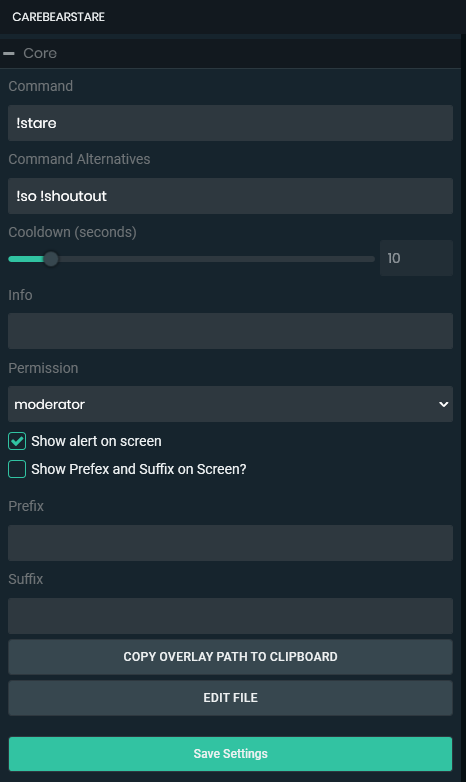 CAREBEARSTARE
Core
Command
!stare
Command Alternatives
!so !shoutout
Cooldown (seconds)
10
Info
Permission
moderator
Show alert on screen
Show Prefex and Suffix on Screen?
Prefix
Suffix
COPY OVERLAY PATH TO CLIPBOARD
EDIT FILE
Save Settings